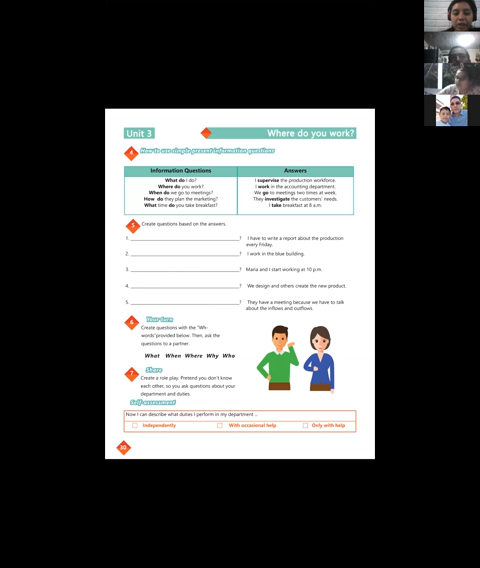 Unit 3
Where do you work?
4 How to use simple present information questions
Information Questions
Answers
What do I do?
I supervise the production workforce.
Where do you work?
I work in the accounting department.
When do we go to meetings?
We go to meetings two times at week.
How do they plan the marketing?
They investigate the customers' needs.
What time do you take breakfast?
I take breakfast at 8 a.m.
5 Create questions based on the answers.
1. ? I have to write a report about the production
every Friday.
2. ? I work in the blue building.
3. ? Maria and I start working at 10 p.m.
4. ? We design and others create the new product.
5. ? They have a meeting because we have to talk
about the inflows and outflows.
6 Your turn
Create questions with the "Wh-
words"provided below. Then, ask the
questions to a partner.
What When Where Why Who
7 Share
Create a role play. Pretend you don't know
each other, so you ask questions about your
department and duties.
Self-assessment
Now I can describe what duties I perform in my department ...
Independently
With occasional help
Only with help
30